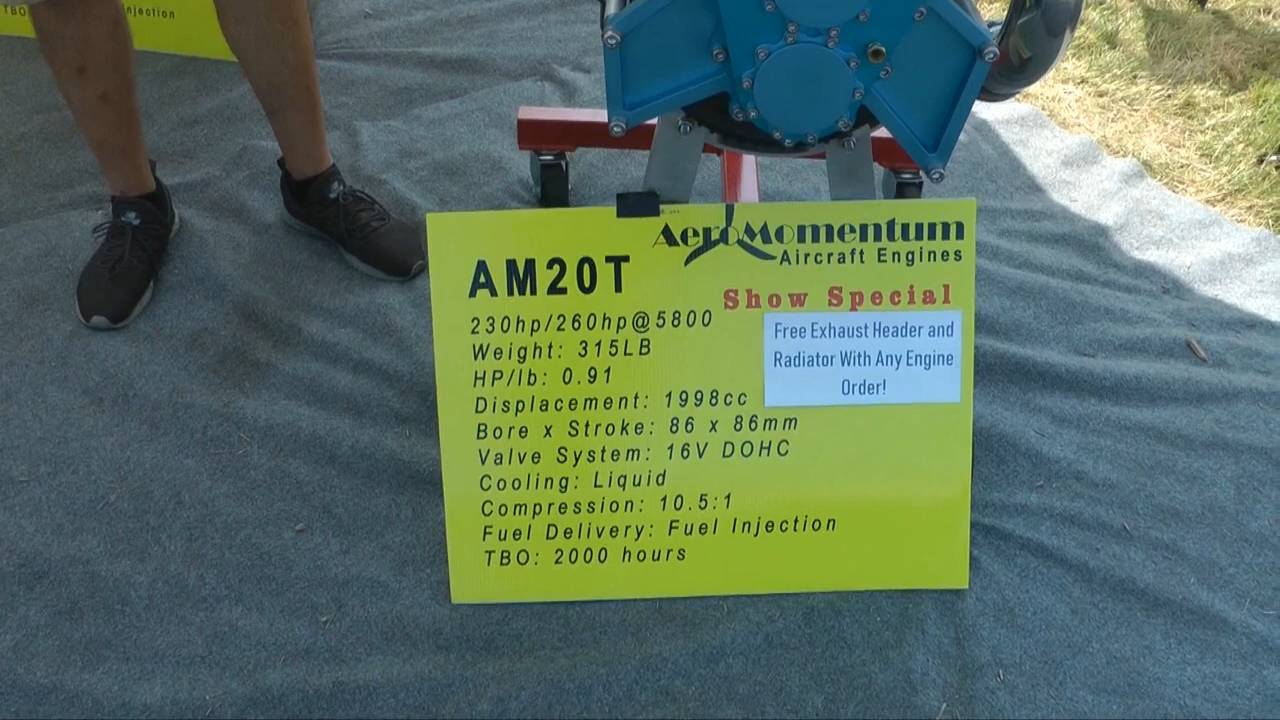 TBO:
Injection
AeroMomentum
Aircraft Engines
AM20T
Show Special
230hp/260hp@5800
Weight: 315LB
HP/lb: 0.91
Displacement: 1998cc
Bore x Stroke: 86 x 86mm
Valve System: 16V DOHC
Cooling: Liquid
Compression: 10.5:1
Fuel Delivery: Fuel Injection
TBO: 2000 hours
Free Exhaust Header and
Radiator With Any Engine
Order!